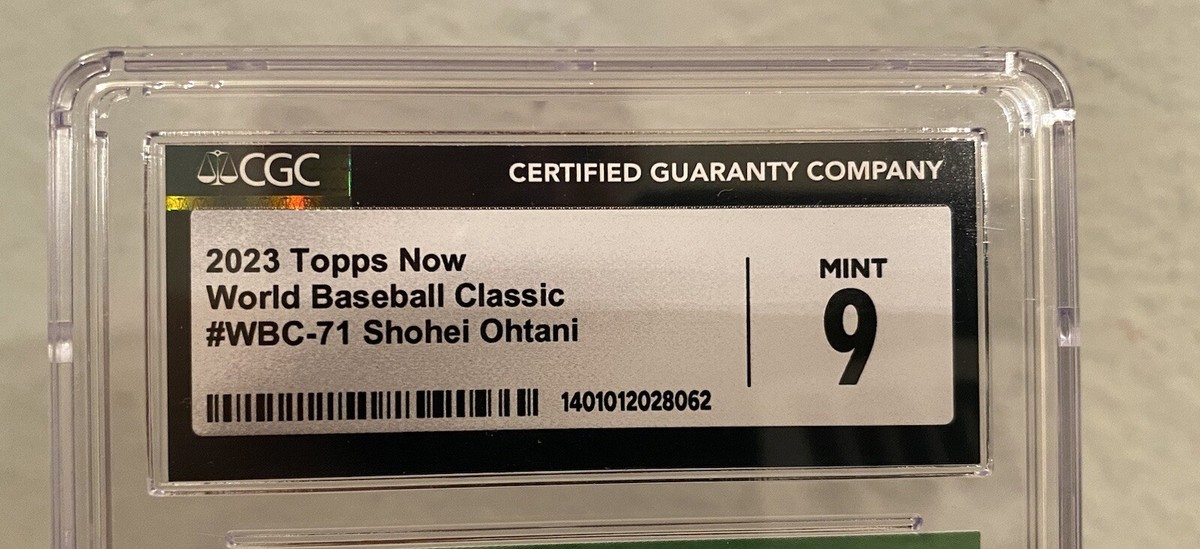 CGC
CERTIFIED GUARANTY COMPANY
2023 Topps Now
World Baseball Classic
#WBC-71 Shohei Ohtani
1401012028062
MINT
9